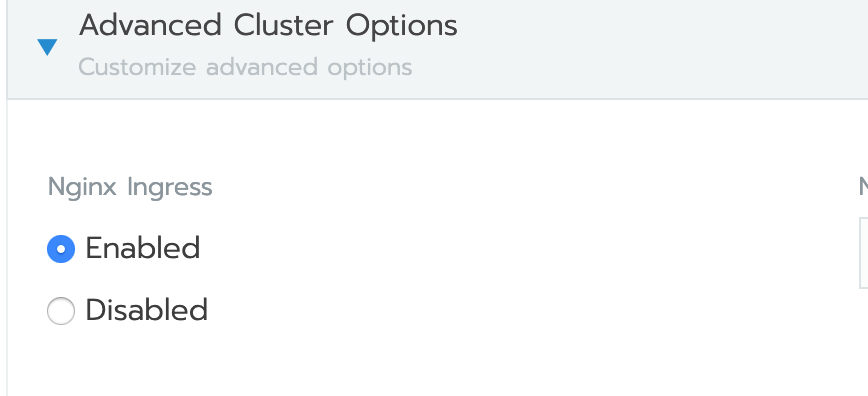 Advanced Cluster Options
Customize advanced options
Nginx Ingress
Enabled
Disabled